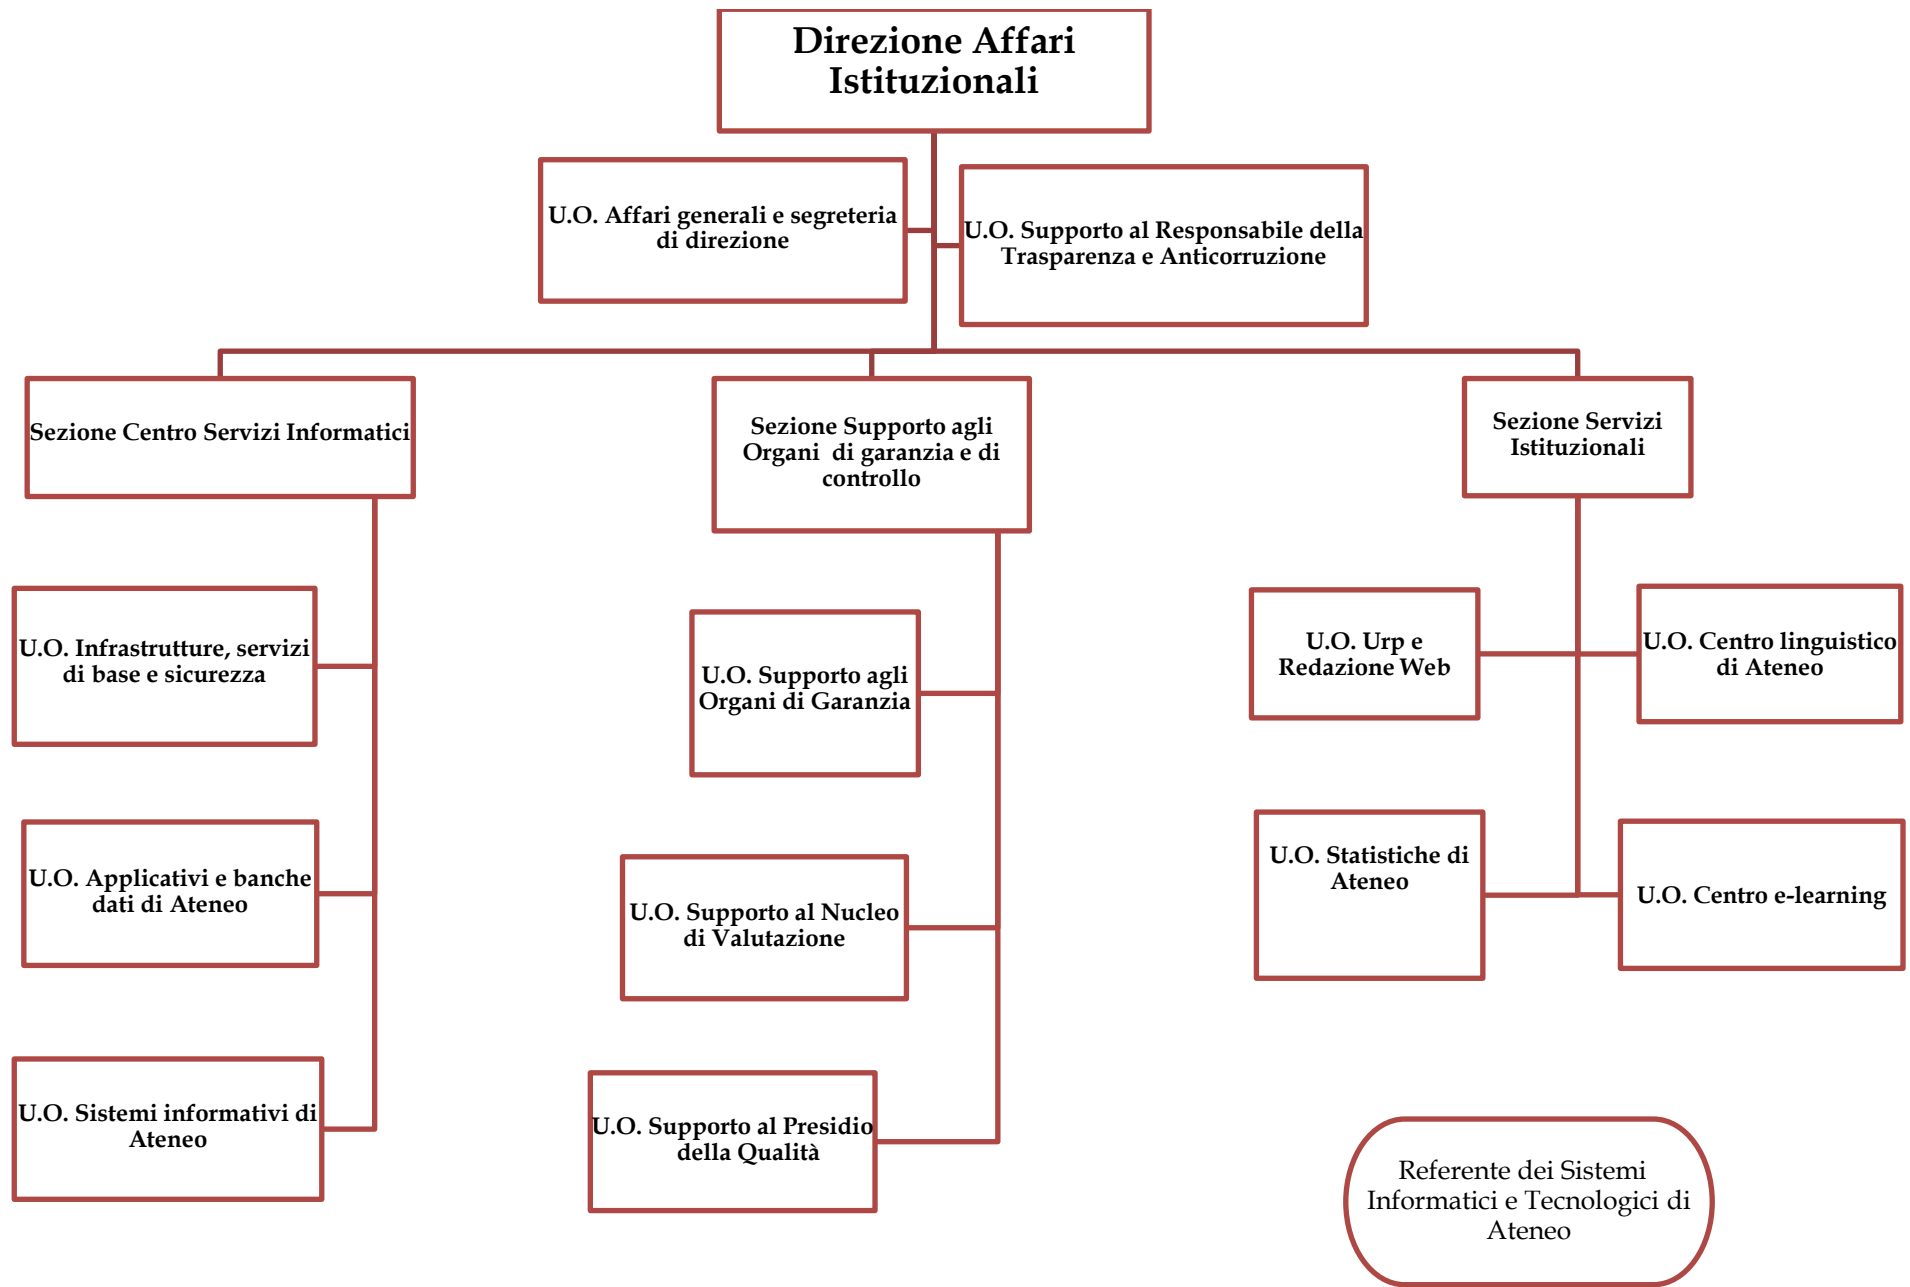 Direzione Affari
Istituzionali
U.O. Affari generali e segreteria
di direzione
U.O. Supporto al Responsabile della
Trasparenza e Anticorruzione
Sezione Centro Servizi Informatici
Sezione Supporto agli
Organi di garanzia e di
controllo
Sezione Servizi
Istituzionali
U.O. Infrastrutture, servizi
di base e sicurezza
U.O. Supporto agli
Organi di Garanzia
U.O. Urp e
Redazione Web
U.O. Centro linguistico
di Ateneo
U.O. Applicativi e banche
dati di Ateneo
U.O. Supporto al Nucleo
di Valutazione
U.O. Statistiche di
Ateneo
U.O. Centro e-learning
U.O. Sistemi informativi di
Ateneo
U.O. Supporto al Presidio
della Qualità
Referente dei Sistemi
Informatici e Tecnologici di
Ateneo